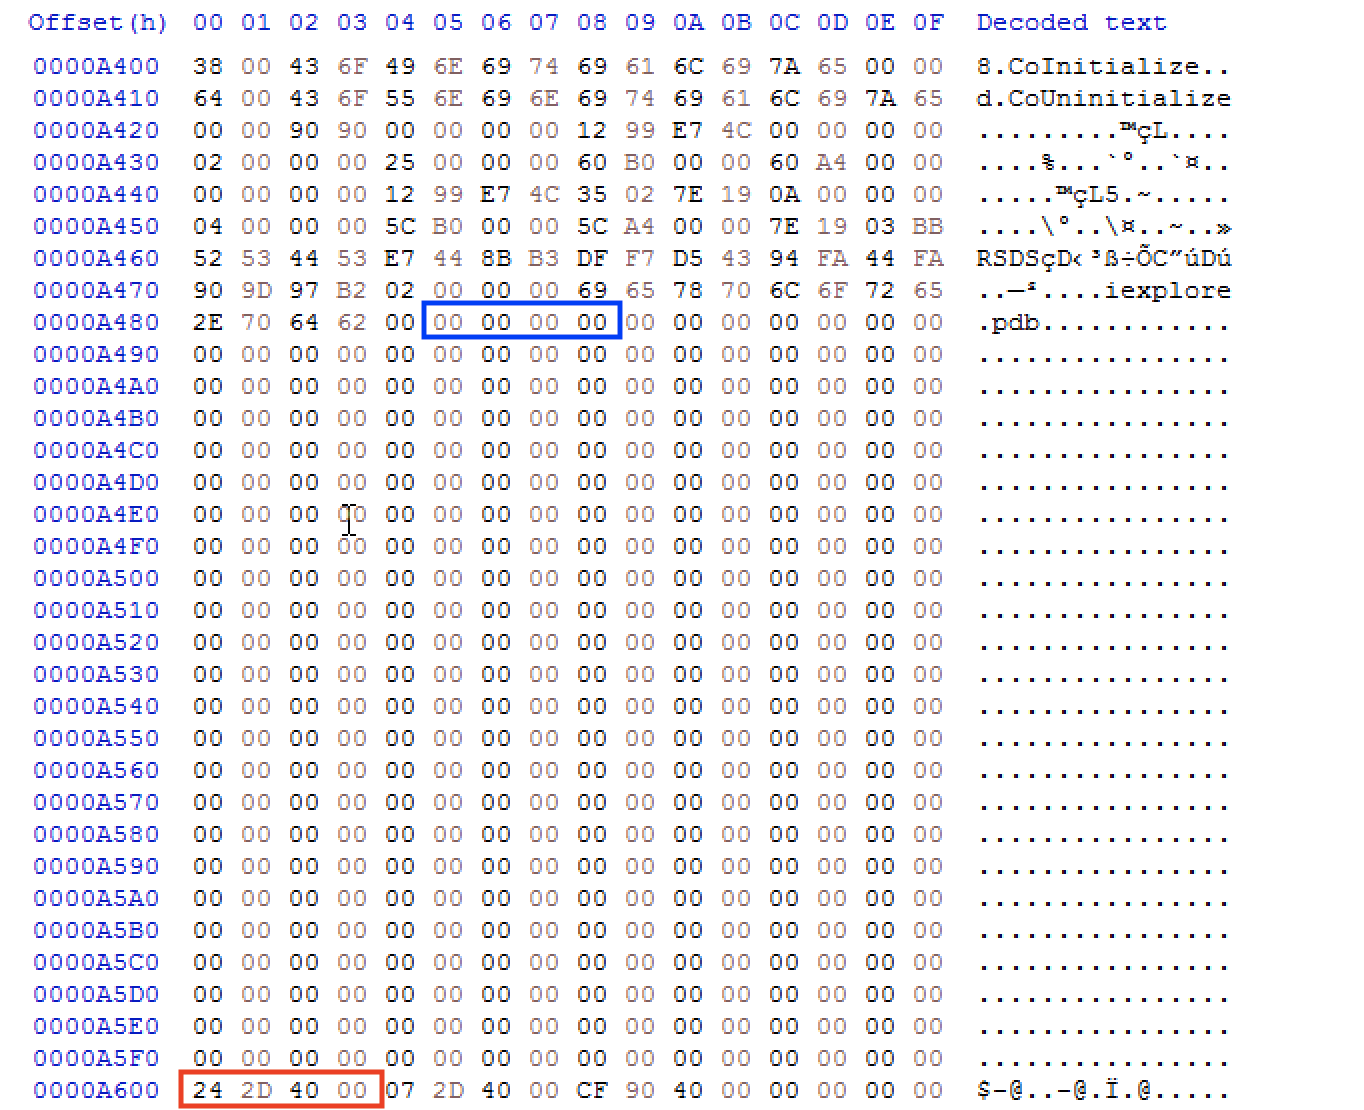 Offset(h) 00 01 02 03 04 05 06 07 08 09 0A 0B 0C 0D 0E 0F Decoded text
0000A400 38 00 43 6F 49 6E 69 74 69 61 6C 69 7A 65 00 00 8.CoInitialize..
0000A410 64 00 43 6F 55 6E 69 6E 69 74 69 61 6C 69 7A 65 d.CoUninitialize
0000A420 00 00 90 90 00 00 00 00 12 99 E7 4C 00 00 00 00 .........™çL....
0000A430 02 00 00 00 25 00 00 00 60 B0 00 00 60 A4 00 00 ....%...`°..`¤..
0000A440 00 00 00 00 12 99 E7 4C 35 02 7E 19 0A 00 00 00 .....™çL5.~.....
0000A450 04 00 00 00 5C B0 00 00 5C A4 00 00 7E 19 03 BB ....\°..\¤..~..»
0000A460 52 53 44 53 E7 44 8B B3 DF F7 D5 43 94 FA 44 FA RSDSçD‹³ß÷ÕC”úDú
0000A470 90 9D 97 B2 02 00 00 00 69 65 78 70 6C 6F 72 65 ..—²....iexplore
0000A480 2E 70 64 62 00 00 00 00 00 00 00 00 00 00 00 00 .pdb............
0000A490 00 00 00 00 00 00 00 00 00 00 00 00 00 00 00 00 ................
0000A4A0 00 00 00 00 00 00 00 00 00 00 00 00 00 00 00 00 ................
0000A4B0 00 00 00 00 00 00 00 00 00 00 00 00 00 00 00 00 ................
0000A4C0 00 00 00 00 00 00 00 00 00 00 00 00 00 00 00 00 ................
0000A4D0 00 00 00 00 00 00 00 00 00 00 00 00 00 00 00 00 ................
0000A4E0 00 00 00 00 00 00 00 00 00 00 00 00 00 00 00 00 ................
0000A4F0 00 00 00 00 00 00 00 00 00 00 00 00 00 00 00 00 ................
0000A500 00 00 00 00 00 00 00 00 00 00 00 00 00 00 00 00 ................
0000A510 00 00 00 00 00 00 00 00 00 00 00 00 00 00 00 00 ................
0000A520 00 00 00 00 00 00 00 00 00 00 00 00 00 00 00 00 ................
0000A530 00 00 00 00 00 00 00 00 00 00 00 00 00 00 00 00 ................
0000A540 00 00 00 00 00 00 00 00 00 00 00 00 00 00 00 00 ................
0000A550 00 00 00 00 00 00 00 00 00 00 00 00 00 00 00 00 ................
0000A560 00 00 00 00 00 00 00 00 00 00 00 00 00 00 00 00 ................
0000A570 00 00 00 00 00 00 00 00 00 00 00 00 00 00 00 00 ................
0000A580 00 00 00 00 00 00 00 00 00 00 00 00 00 00 00 00 ................
0000A590 00 00 00 00 00 00 00 00 00 00 00 00 00 00 00 00 ................
0000A5A0 00 00 00 00 00 00 00 00 00 00 00 00 00 00 00 00 ................
0000A5B0 00 00 00 00 00 00 00 00 00 00 00 00 00 00 00 00 ................
0000A5C0 00 00 00 00 00 00 00 00 00 00 00 00 00 00 00 00 ................
0000A5D0 00 00 00 00 00 00 00 00 00 00 00 00 00 00 00 00 ................
0000A5E0 00 00 00 00 00 00 00 00 00 00 00 00 00 00 00 00 ................
0000A5F0 00 00 00 00 00 00 00 00 00 00 00 00 00 00 00 00 ................
0000A600 24 2D 40 00 07 2D 40 00 CF 90 40 00 00 00 00 00 $-@..-@.Ï.@.....